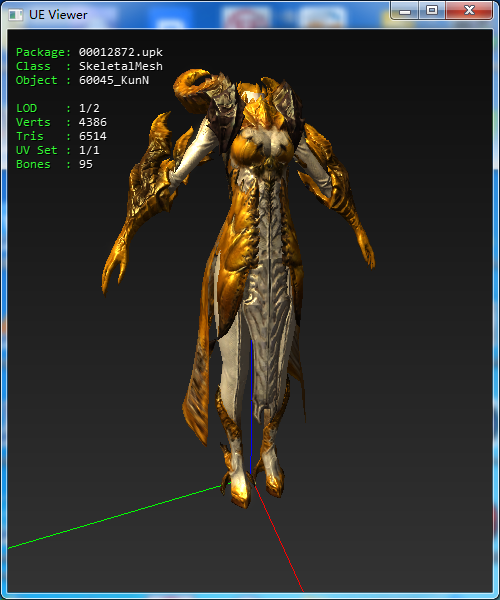 UE Viewer
Package: 00012872.upk
Class : SkeletalMesh
Object : 60045_KunN
LOD : 1/2
Verts : 4386
Tris : 6514
UV Set : 1/1
Bones : 95